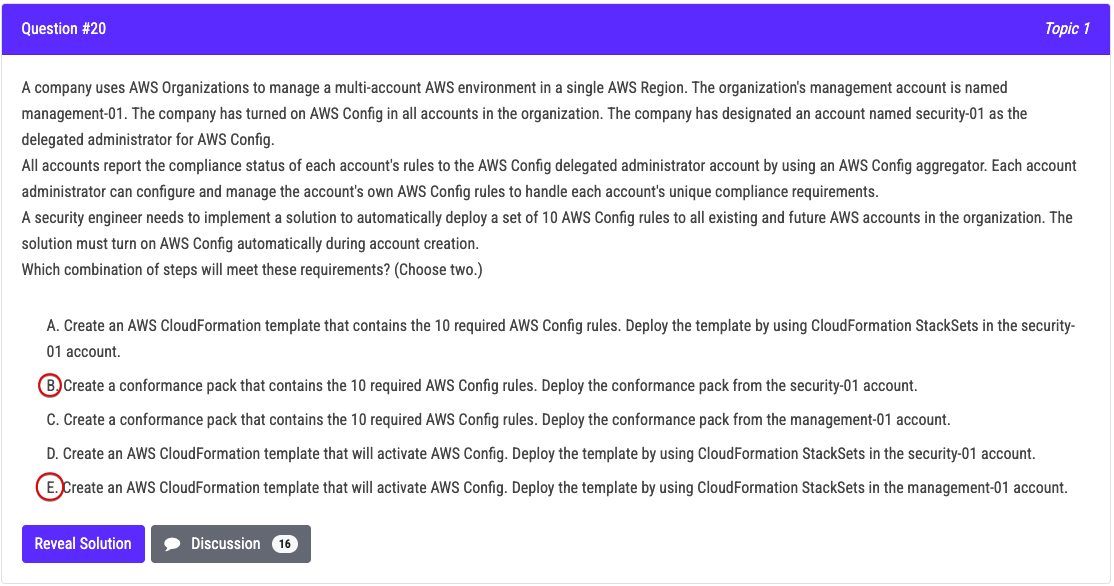 Question #20
Topic 1
A company uses AWS Organizations to manage a multi-account AWS environment in a single AWS Region. The organization's management account is named
management-01. The company has turned on AWS Config in all accounts in the organization. The company has designated an account named security-01 as the
delegated administrator for AWS Config.
All accounts report the compliance status of each account's rules to the AWS Config delegated administrator account by using an AWS Config aggregator. Each account
administrator can configure and manage the account's own AWS Config rules to handle each account's unique compliance requirements.
A security engineer needs to implement a solution to automatically deploy a set of 10 AWS Config rules to all existing and future AWS accounts in the organization. The
solution must turn on AWS Config automatically during account creation.
Which combination of steps will meet these requirements? (Choose two.)
A. Create an AWS CloudFormation template that contains the 10 required AWS Config rules. Deploy the template by using CloudFormation StackSets in the security-
01 account.
B. Create a conformance pack that contains the 10 required AWS Config rules. Deploy the conformance pack from the security-01 account.
C. Create a conformance pack that contains the 10 required AWS Config rules. Deploy the conformance pack from the management-01 account.
D. Create an AWS CloudFormation template that will activate AWS Config. Deploy the template by using CloudFormation StackSets in the security-01 account.
E. Create an AWS CloudFormation template that will activate AWS Config. Deploy the template by using CloudFormation StackSets in the management-01 account.
Reveal Solution
Discussion 16